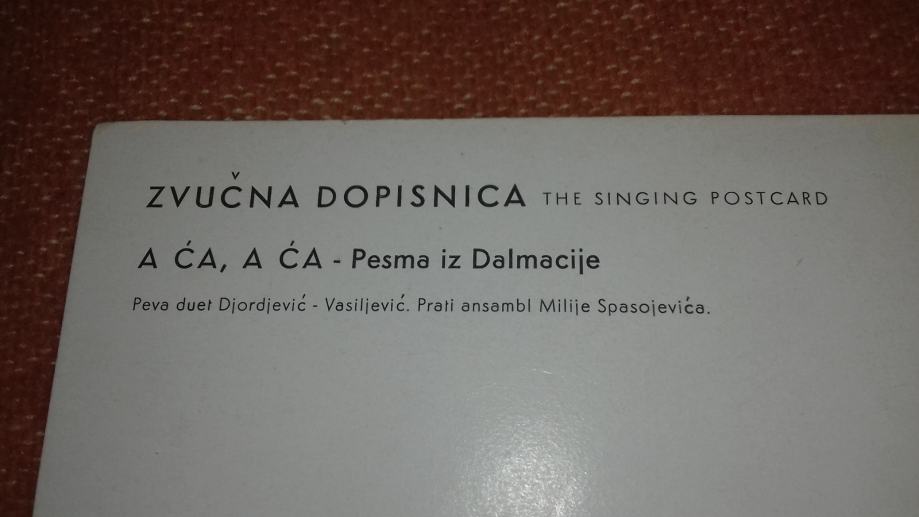 ZVUČNA DOPISNICA THE SINGING POSTCARD
A ĆA, A ĆA - Pesma iz Dalmacije
Peva duet Djordjević - Vasiljević. Prati ansambl Milije Spasojevića.